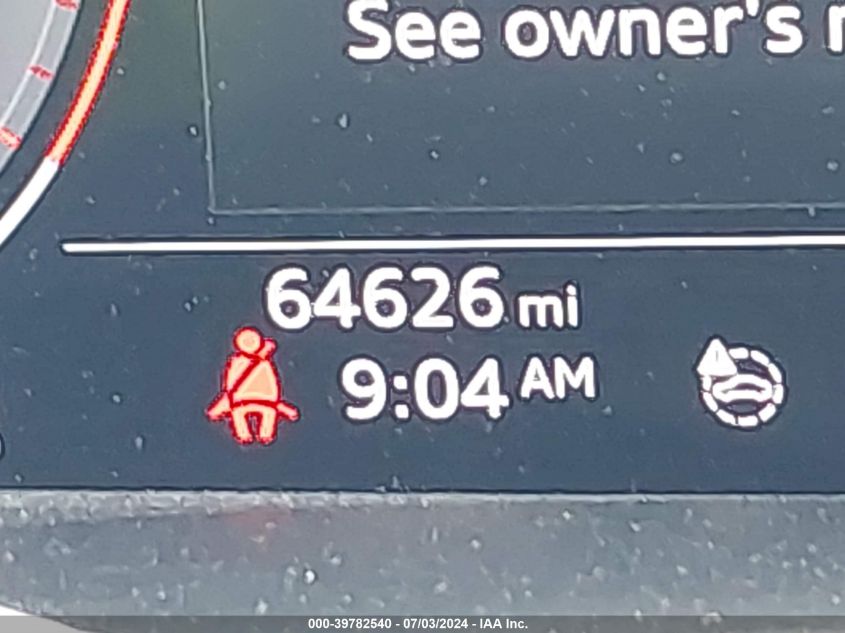 See owner's
64626 mi
9:04 AM
000-39782540 - 07/03/2024 - IAA Inc.